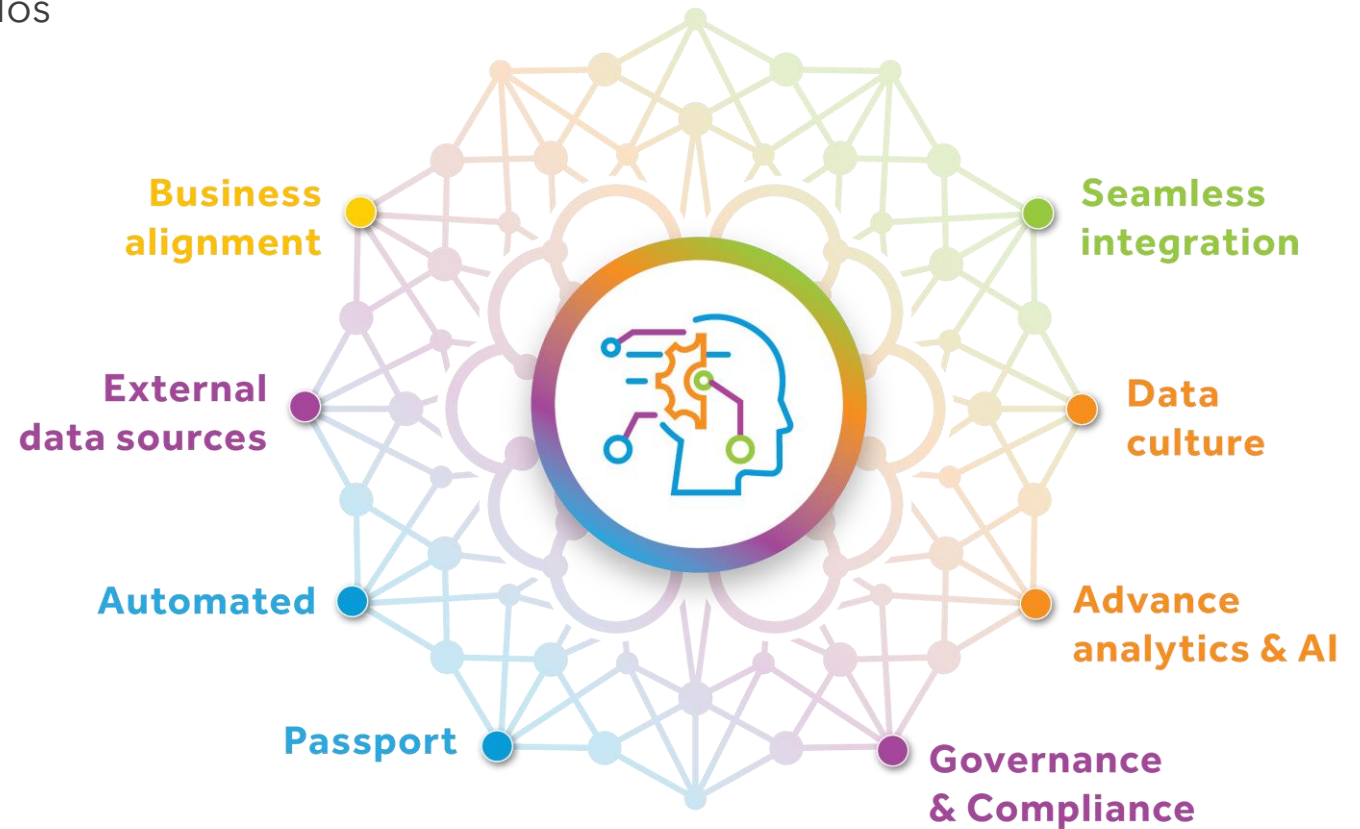 Business
alignment
External
data sources
Automated
Passport
Seamless
integration
Data
culture
Advance
analytics & AI
Governance
& Compliance